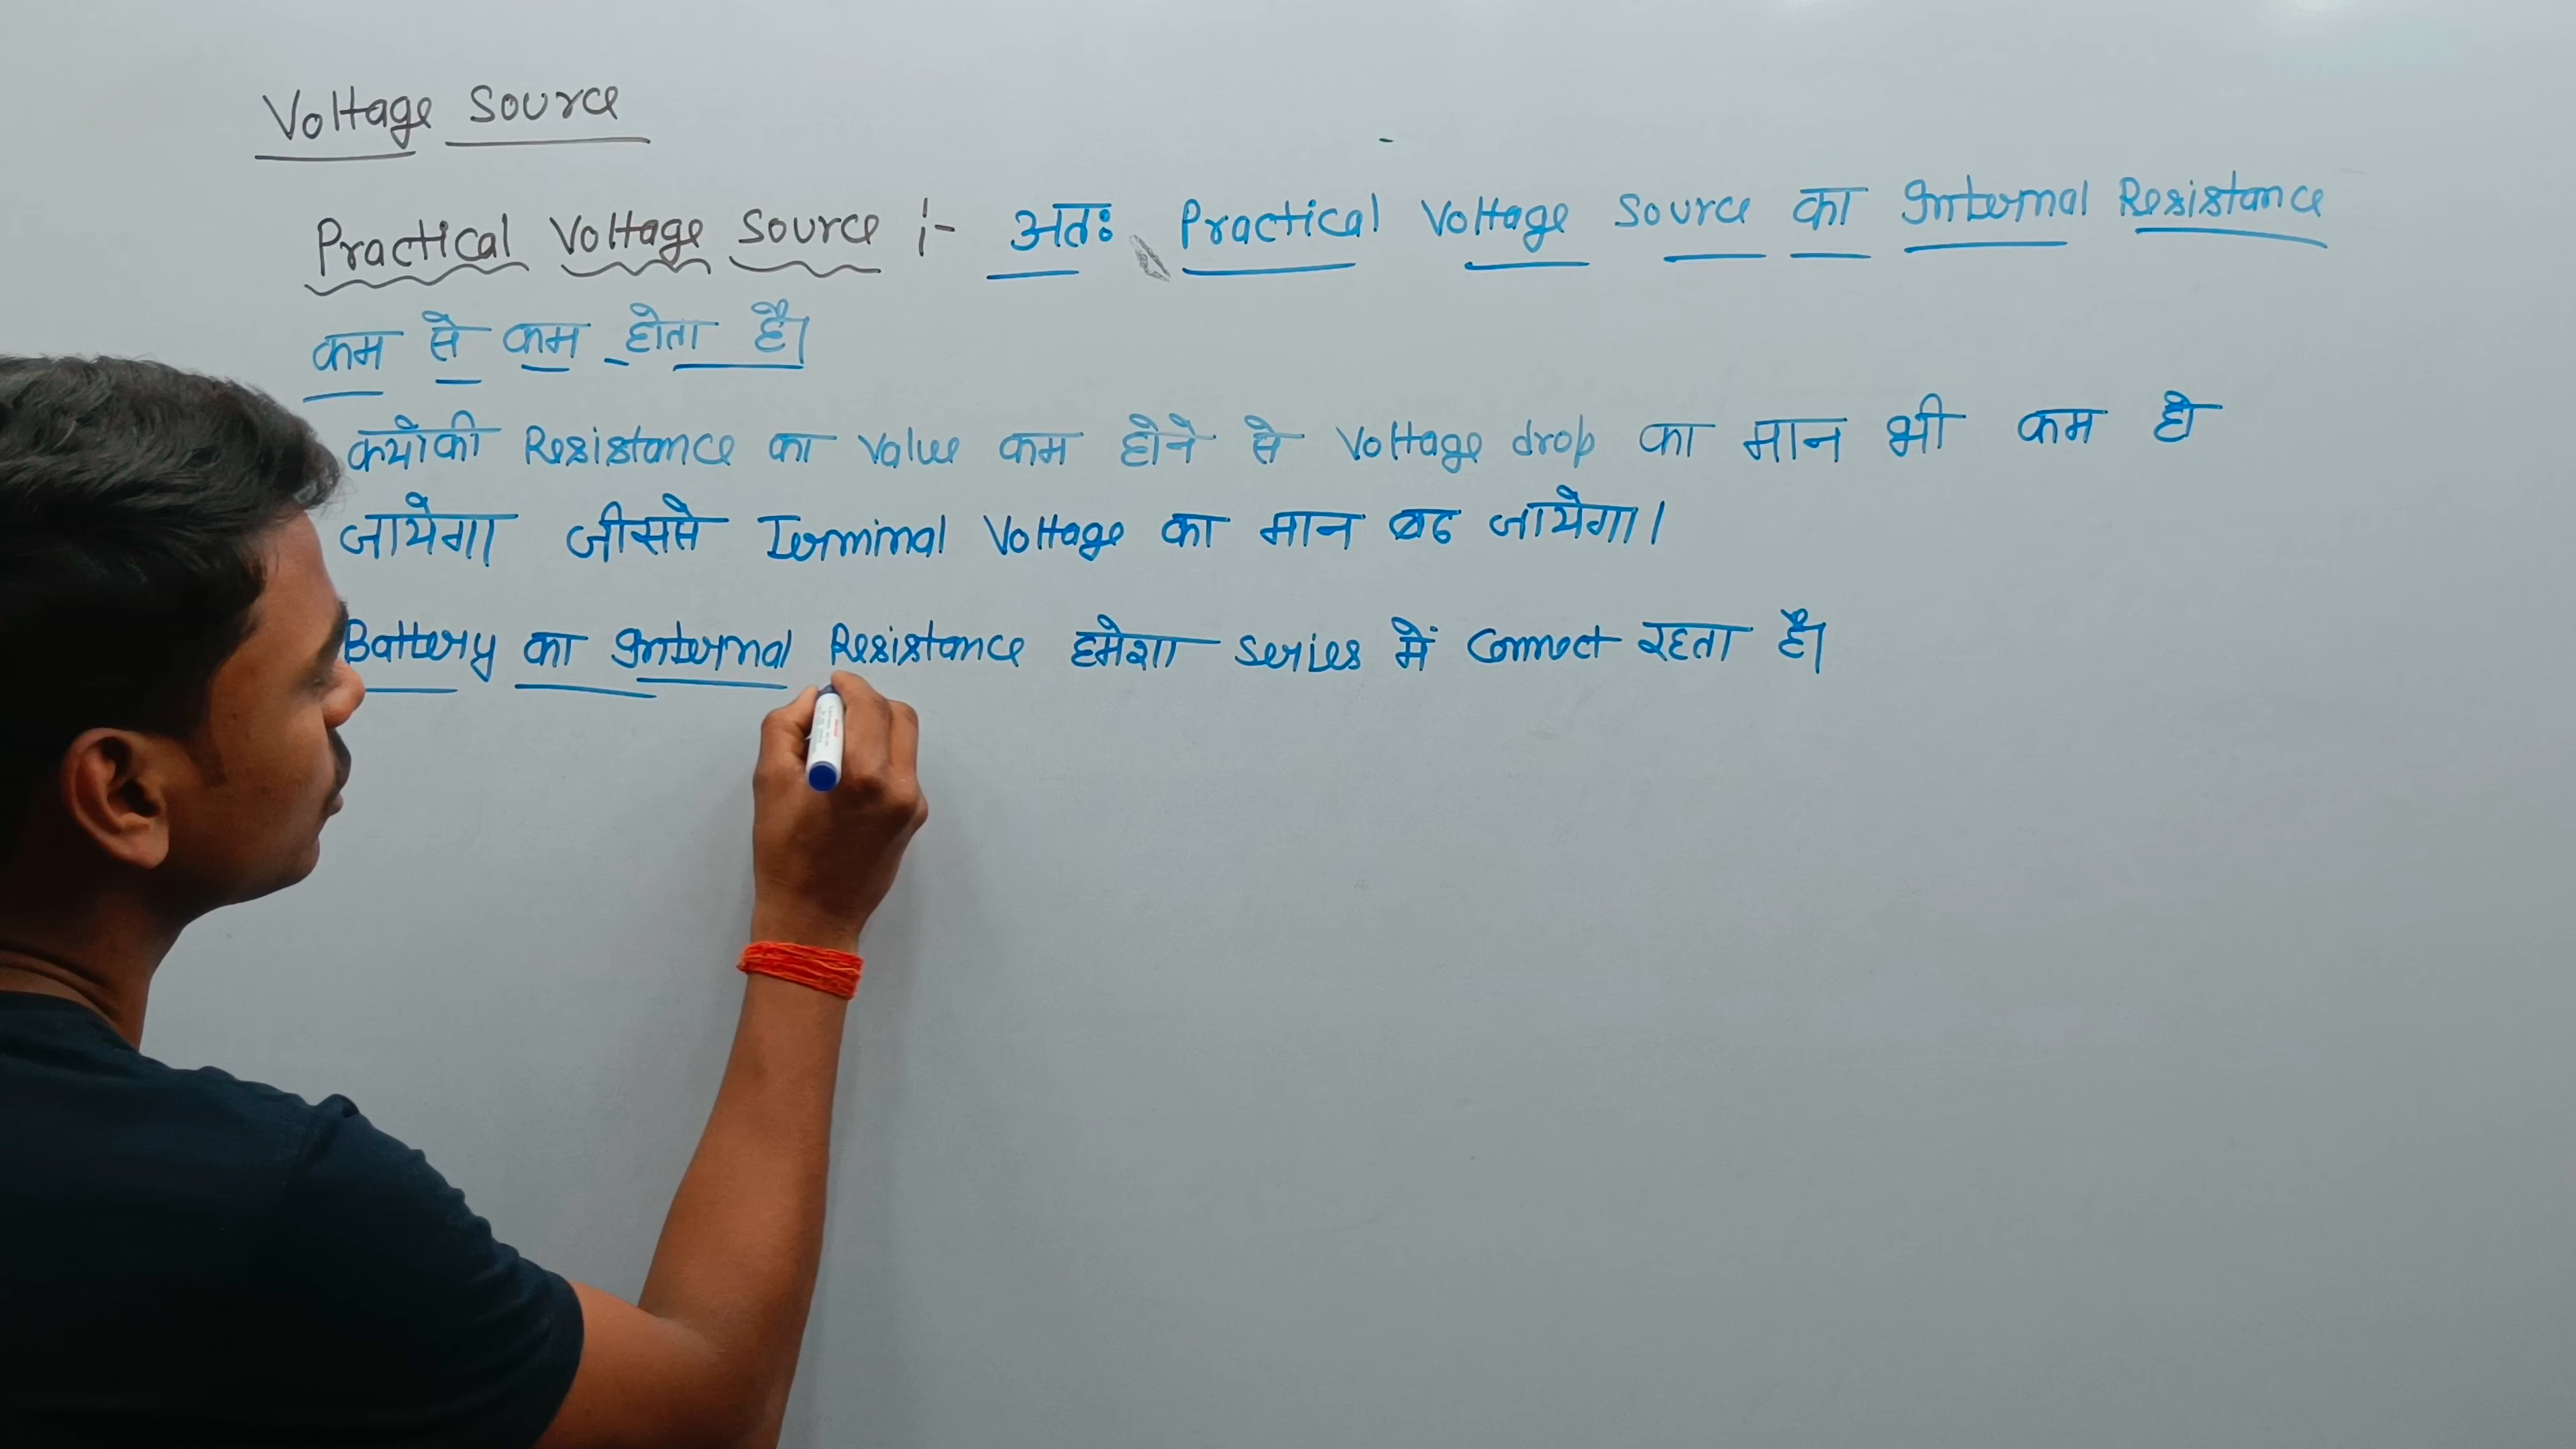 Voltage Source
Practical Voltage Source :- अतः Practical Voltage Source का Internal Resistance
कम से कम होता है।
क्योंकी Resistance का Value कम होने से Voltage drop का मान भी कम हो
जायेगा जीससे Terminal Voltage का मान बढ जायेगा।
Battery का Internal Resistance हमेशा Series में Connect रहता है।